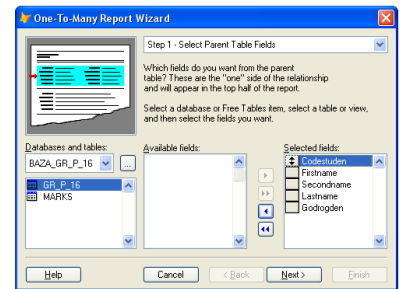 One-To-Many Report Wizard
Step 1 - Select Parent Table Fields
Which fields do you want from the parent
table? These are the "one" side of the relationship
and will appear in the top half of the report.
Select a database or Free Tables item, select a table or view,
and then select the fields you want.
Databases and tables:
Available fields:
Selected fields:
BAZA_GR_P_16
...
GR_P_16
MARKS
Codestuden
Firstname
Secondname
Lastname
Godrogden
Help
Cancel
< Back
Next >
Finish